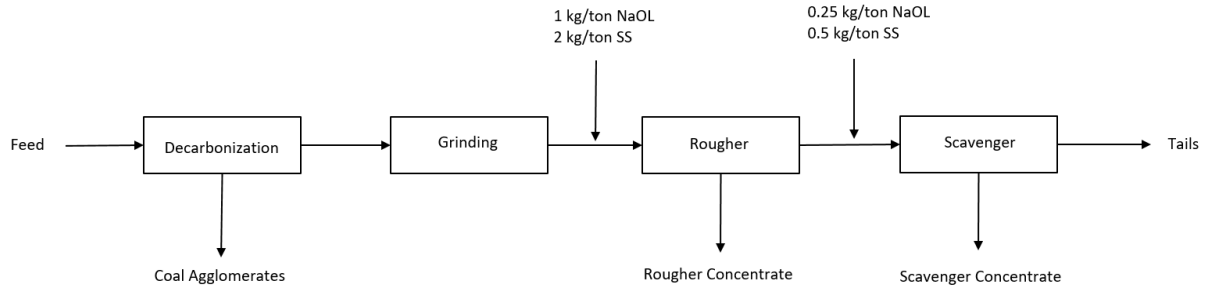 1 kg/ton NaOL
2 kg/ton SS
0.25 kg/ton NaOL
0.5 kg/ton SS
Feed
Decarbonization
Grinding
Rougher
Scavenger
Tails
Coal Agglomerates
Rougher Concentrate
Scavenger Concentrate